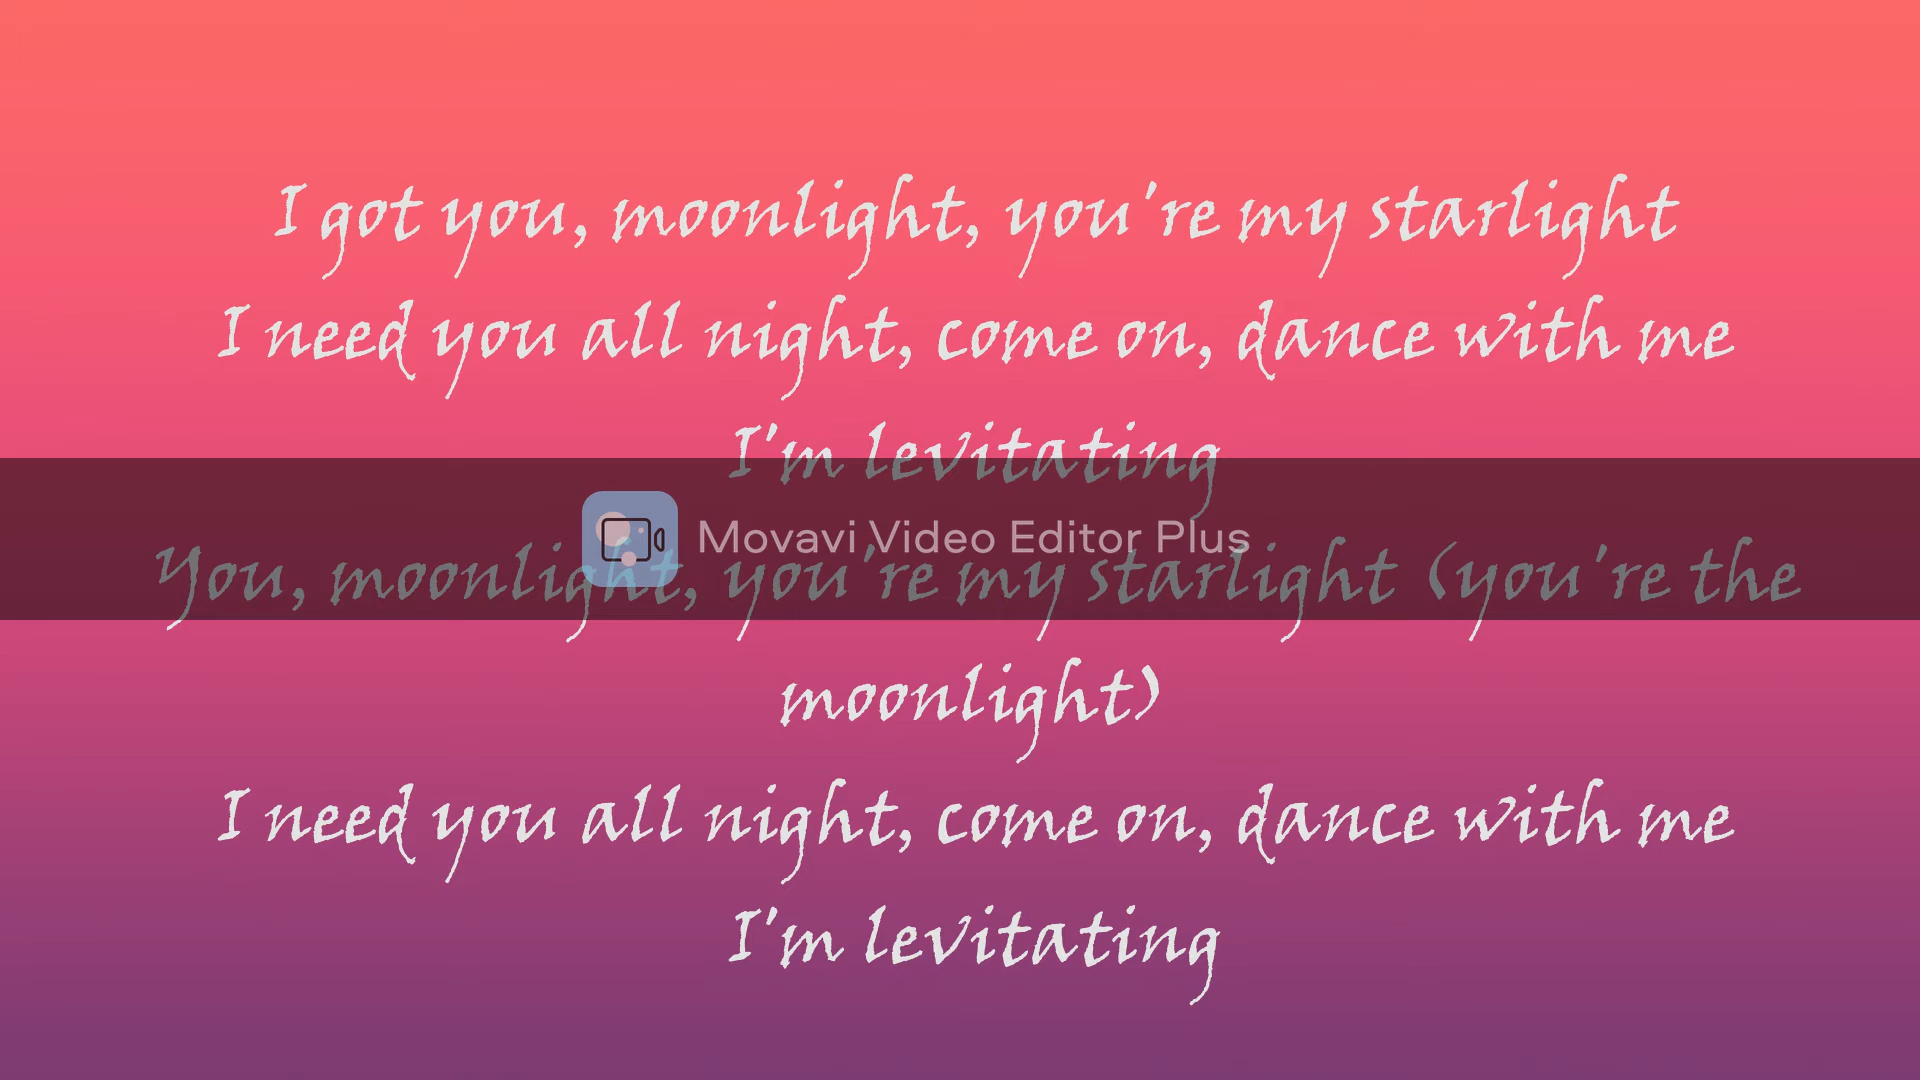 I got you, moonlight, you're my starlight
I need you all night, come on, dance with me
I'm levitating
Movavi Video Editor Plus
You, moonlight, you're my starlight (you're the
moonlight)
I need you all night, come on, dance with me
I'm levitating